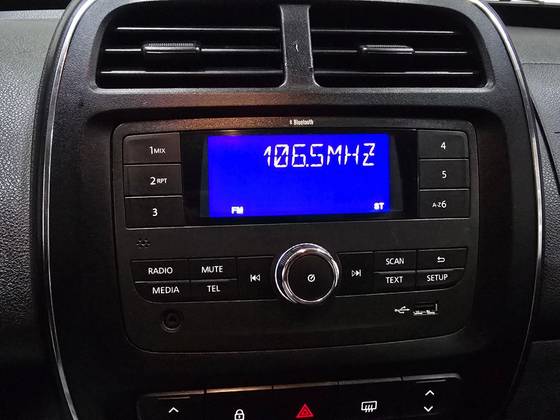 Bluetooth
106.5MHZ
FM ST
1MIX
2RPT
3
4
5
A-Z6
RADIO MUTE
MEDIA TEL
SCAN
TEXT SETUP